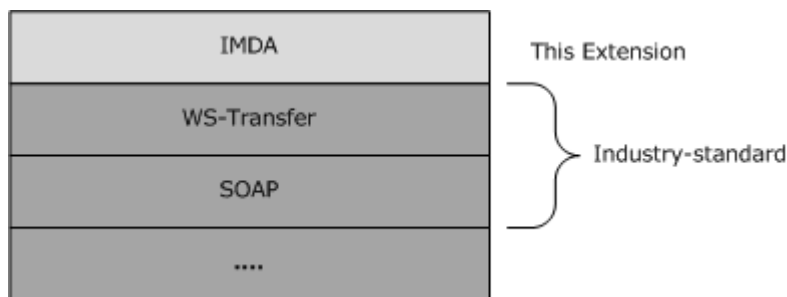 IMDA
This Extension
WS-Transfer
Industry-standard
SOAP
....